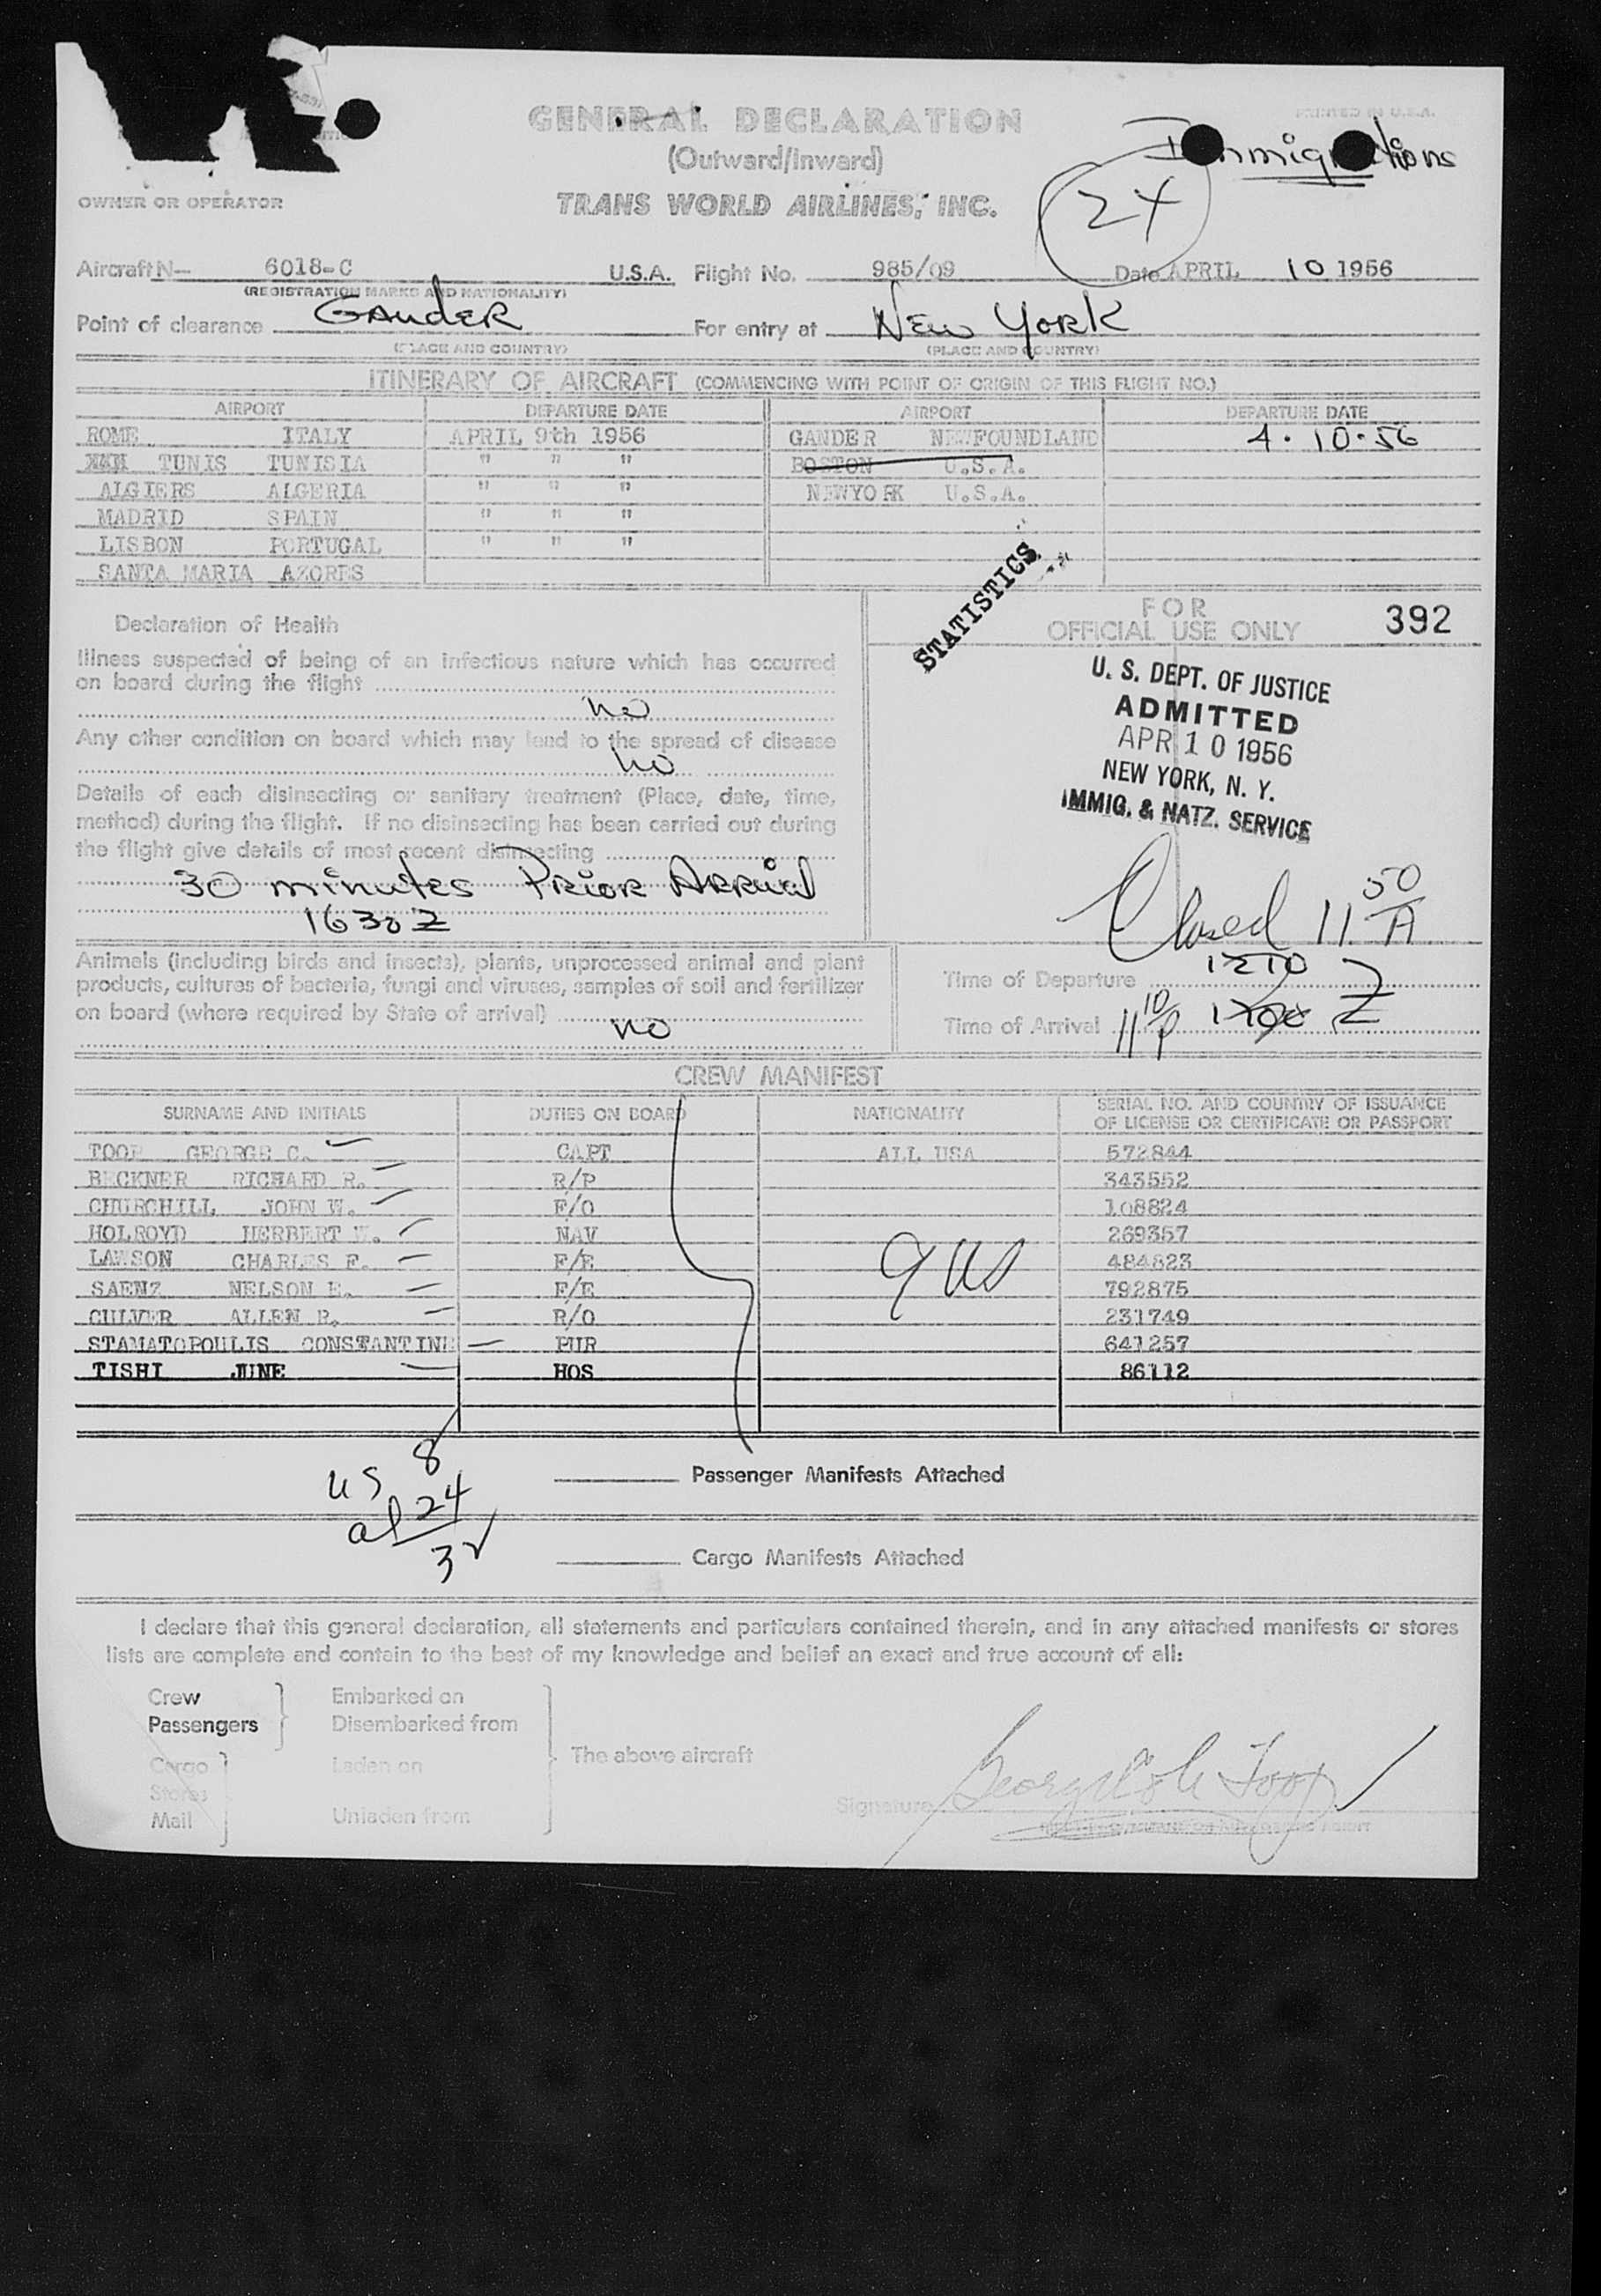 GENERAL DECLARATION
PRINTED IN U.S.A.
(Outward/Inward)
OWNER OR OPERATOR
TRANS WORLD AIRLINES, INC.
24
Aircraft N— 6018-C U.S.A. Flight No. 985/09 Date APRIL 10 1956
(REGISTRATION MARKS AND NATIONALITY)
Point of clearance Gander For entry at New York
(PLACE AND COUNTRY) (PLACE AND COUNTRY)
ITINERARY OF AIRCRAFT (COMMENCING WITH POINT OF ORIGIN OF THIS FLIGHT NO.)
AIRPORT DEPARTURE DATE AIRPORT DEPARTURE DATE
ROME ITALY APRIL 9th 1956 GANDER NEWFOUNDLAND 4·10·56
TUNIS TUNISIA " " " BOSTON U.S.A.
ALGIERS ALGERIA " " " NEWYORK U.S.A.
MADRID SPAIN " " "
LISBON PORTUGAL " " "
SANTA MARIA AZORES
STATISTICS
Declaration of Health
FOR
OFFICIAL USE ONLY 392
Illness suspected of being of an infectious nature which has occurred
on board during the flight
no
Any other condition on board which may lead to the spread of disease
no
Details of each disinsecting or sanitary treatment (Place, date, time,
method) during the flight. If no disinsecting has been carried out during
the flight give details of most recent disinsecting
30 minutes Prior Arrival
1630Z
U. S. DEPT. OF JUSTICE
ADMITTED
APR 10 1956
NEW YORK, N. Y.
IMMIG. & NATZ. SERVICE
Closed 11 50/A
Animals (including birds and insects), plants, unprocessed animal and plant
products, cultures of bacteria, fungi and viruses, samples of soil and fertilizer
on board (where required by State of arrival)
no
Time of Departure 1210 Z
Time of Arrival 11 10/P Z
CREW MANIFEST
SURNAME AND INITIALS DUTIES ON BOARD NATIONALITY SERIAL NO. AND COUNTRY OF ISSUANCE
OF LICENSE OR CERTIFICATE OR PASSPORT
TOOP GEORGE C. CAPT ALL USA 572844
BECKNER RICHARD R. R/P 343552
CHURCHILL JOHN W. F/O 108824
HOLROYD HERBERT NAV 269357
LAWSON CHARLES F. F/E 484823
SAENZ NELSON E. F/E 792875
CULVER ALLEN R. R/O 231749
STAMATOPOULIS CONSTANTINE PUR 641257
TISHI JUNE HOS 86112
9 US
US 8
al 24
32
Passenger Manifests Attached
Cargo Manifests Attached
I declare that this general declaration, all statements and particulars contained therein, and in any attached manifests or stores
lists are complete and contain to the best of my knowledge and belief an exact and true account of all:
Crew Embarked on
Passengers Disembarked from
The above aircraft
Cargo Laden on
Stores
Mail Unladen from
Signature